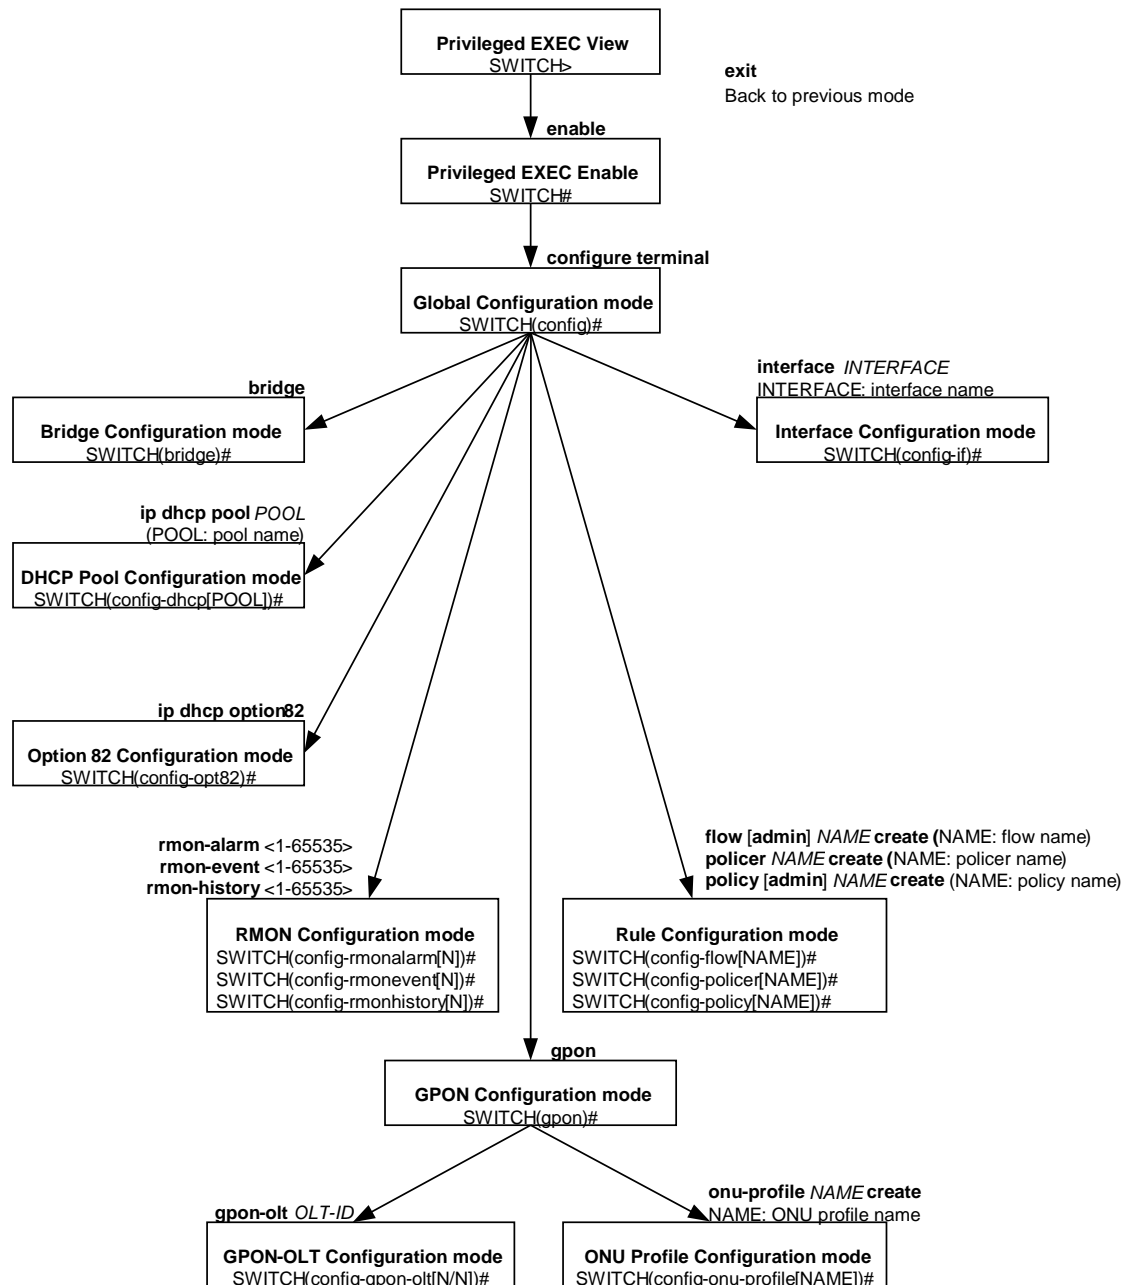 Privileged EXEC View
SWITCH>
exit
Back to previous mode
enable
Privileged EXEC Enable
SWITCH#
configure terminal
Global Configuration mode
SWITCH(config)#
interface INTERFACE
INTERFACE: interface name
bridge
Bridge Configuration mode
SWITCH(bridge)#
Interface Configuration mode
SWITCH(config-if)#
ip dhcp pool POOL
(POOL: pool name)
DHCP Pool Configuration mode
SWITCH(config-dhcp[POOL])#
ip dhcp option82
Option 82 Configuration mode
SWITCH(config-opt82)#
rmon-alarm <1-65535>
rmon-event <1-65535>
rmon-history <1-65535>
flow [admin] NAME create (NAME: flow name)
policer NAME create (NAME: policer name)
policy [admin] NAME create (NAME: policy name)
RMON Configuration mode
SWITCH(config-rmonalarm[N])#
SWITCH(config-rmonevent[N])#
SWITCH(config-rmonhistory[N])#
Rule Configuration mode
SWITCH(config-flow[NAME])#
SWITCH(config-policer[NAME])#
SWITCH(config-policy[NAME])#
gpon
GPON Configuration mode
SWITCH(gpon)#
gpon-olt OLT-ID
onu-profile NAME create
NAME: ONU profile name
GPON-OLT Configuration mode
SWITCH(config-gpon-olt[N/N])#
ONU Profile Configuration mode
SWITCH(config-onu-profile[NAME])#